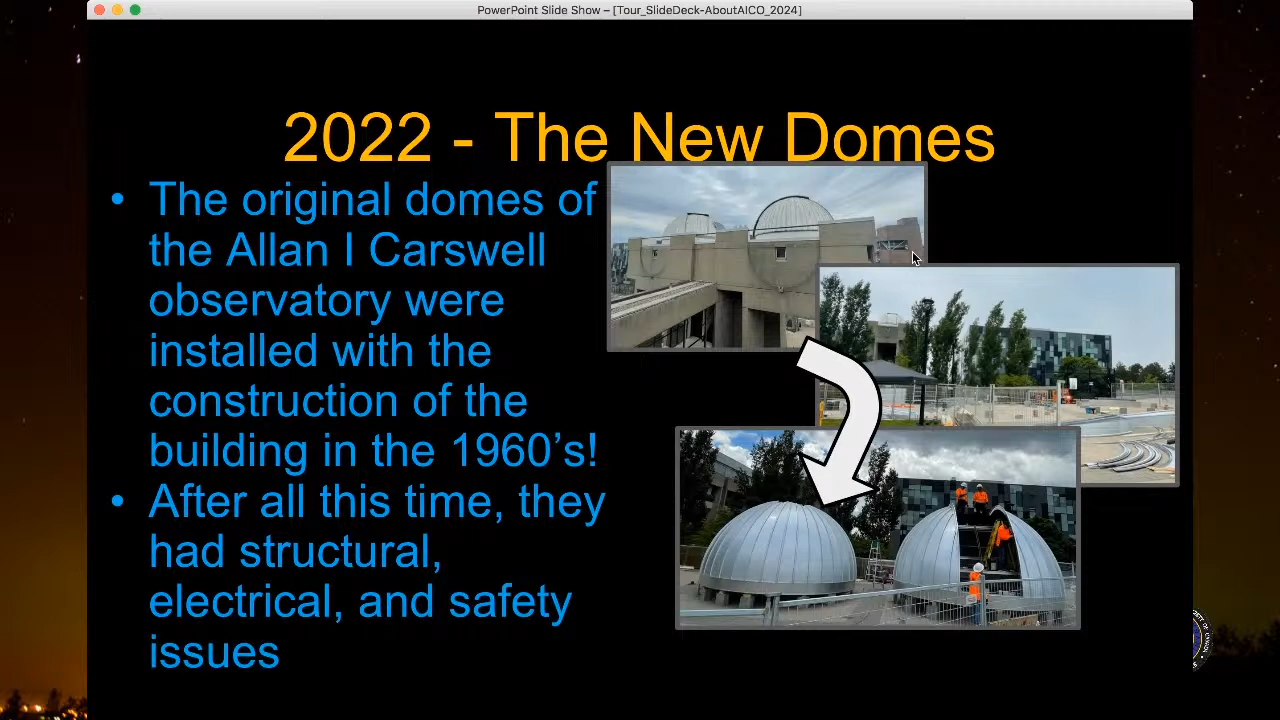 PowerPoint Slide Show – [Tour_SlideDeck-AboutAICO_2024]
2022 - The New Domes
• The original domes of
the Allan I Carswell
observatory were
installed with the
construction of the
building in the 1960’s!
• After all this time, they
had structural,
electrical, and safety
issues